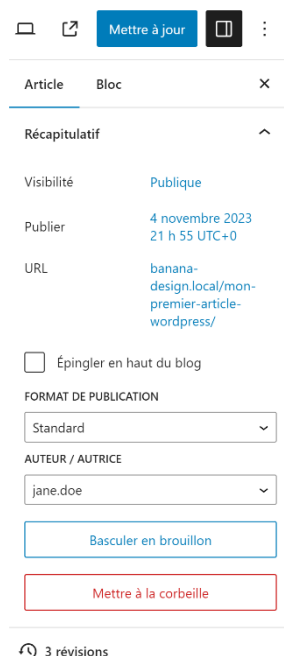 Mettre à jour
Article Bloc
Récapitulatif
Visibilité Publique
Publier 4 novembre 2023
21 h 55 UTC+0
URL banana-
design.local/mon-
premier-article-
wordpress/
Épingler en haut du blog
FORMAT DE PUBLICATION
Standard
AUTEUR / AUTRICE
jane.doe
Basculer en brouillon
Mettre à la corbeille
3 révisions